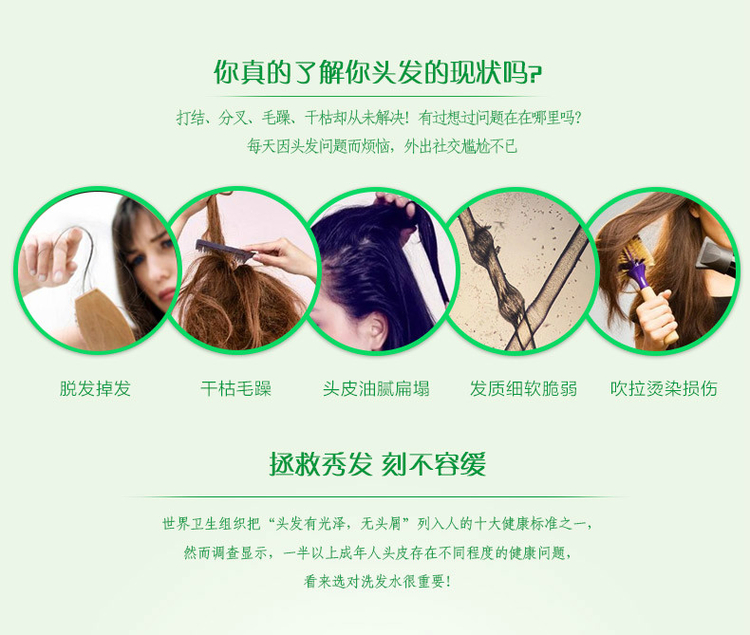 你真的了解你头发的现状吗?
打结、分叉、毛躁、干枯却从未解决！有过想过问题在在哪里吗?
每天因头发问题而烦恼，外出社交尴尬不已
脱发掉发 干枯毛躁 头皮油腻扁塌 发质细软脆弱 吹拉烫染损伤
拯救秀发 刻不容缓
世界卫生组织把“头发有光泽，无头屑”列入人的十大健康标准之一，
然而调查显示，一半以上成年人头皮存在不同程度的健康问题，
看来选对洗发水很重要！